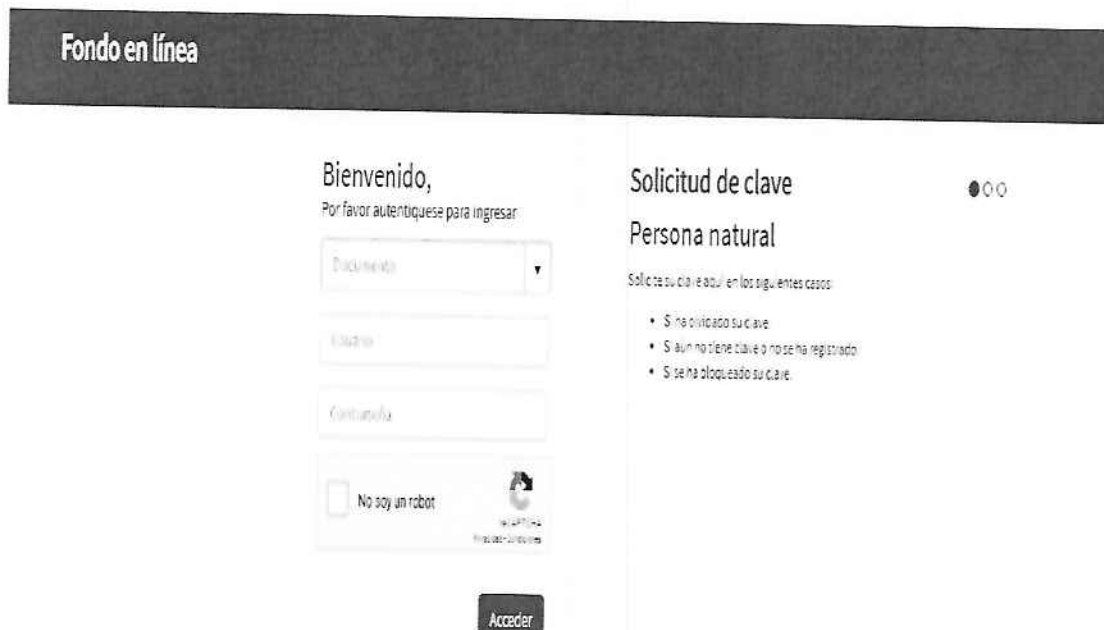 Fondo en línea
Bienvenido,
Por favor autentiquese para ingresar
Documento
Usuario
Contraseña
No soy un robot
reCAPTCHA
Acceder
Solicitud de clave
Persona natural
Solicite su clave aquí en los siguientes casos:
Si ha olvidado su clave
Si aun no tiene clave o no se ha registrado
Si se ha bloqueado su clave.